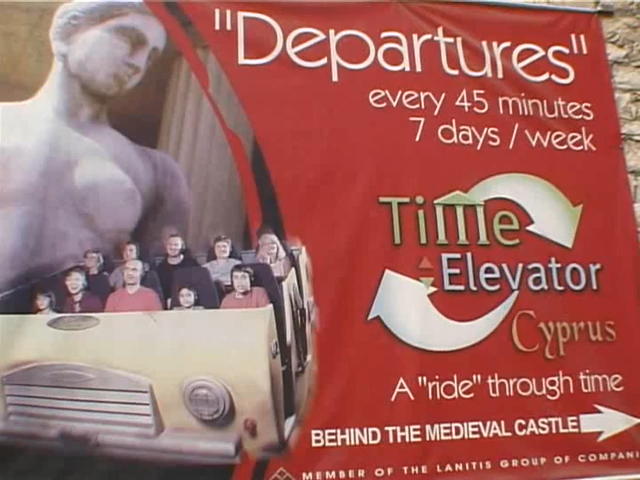 "Departures"
every 45 minutes
7 days / week
Time
Elevator
Cyprus
A "ride" through time
BEHIND THE MEDIEVAL CASTLE
MEMBER OF THE LANITIS GROUP OF COMPANI